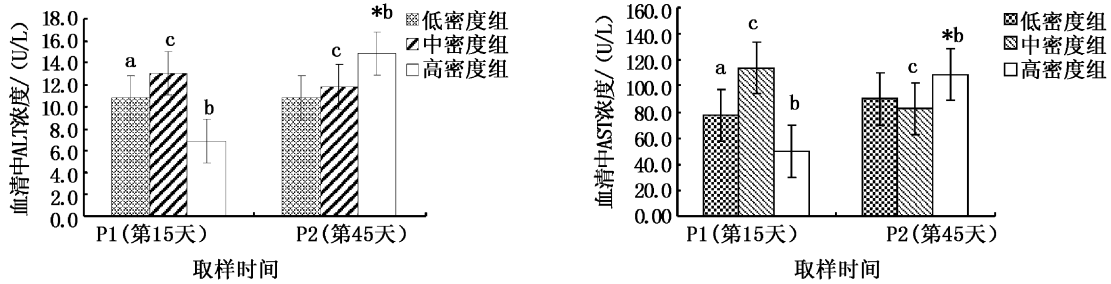 血清中ALT浓度/(U/L)
18.0
16.0
14.0
12.0
10.0
8.0
6.0
4.0
2.0
0.0
a
c
b
c
*b
低密度组
中密度组
高密度组
P1(第15天)
P2(第45天)
取样时间
血清中AST浓度/(U/L)
160.0
140.0
120.0
100.0
80.0
60.0
40.0
20.0
0.00
a
c
b
c
*b
低密度组
中密度组
高密度组
P1(第15天)
P2(第45天)
取样时间